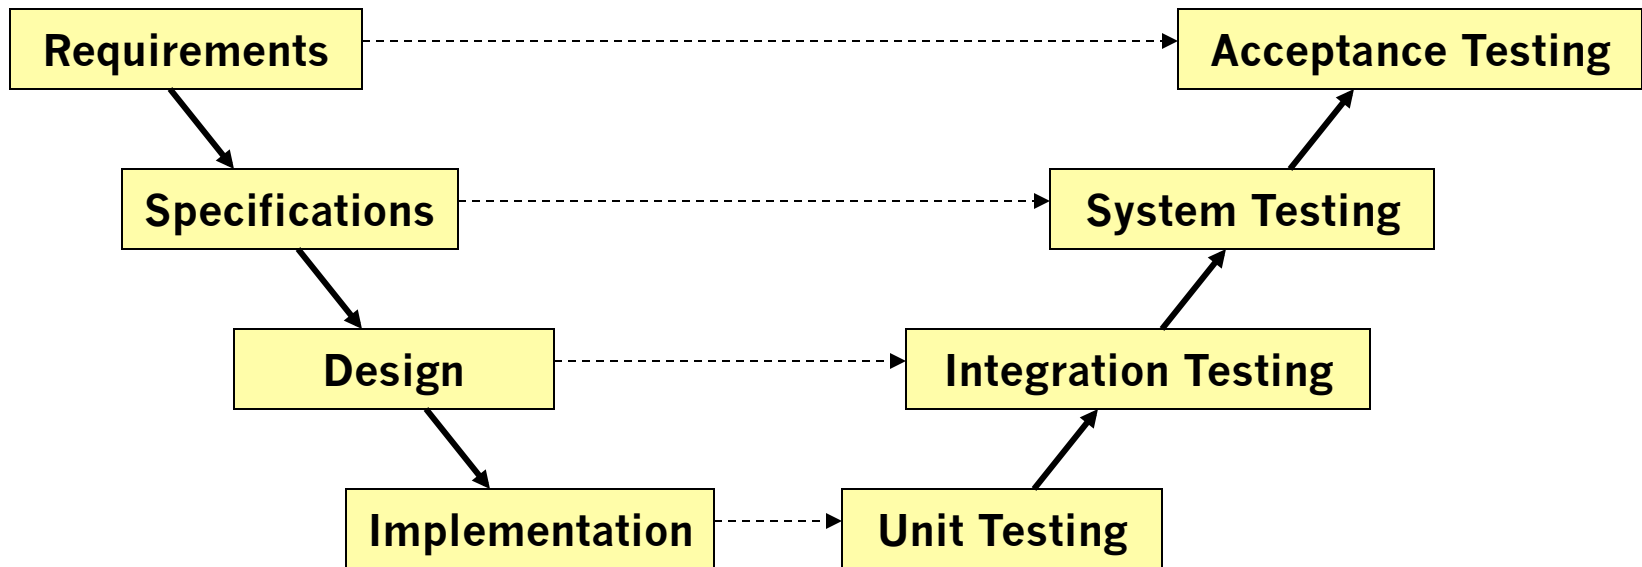 Requirements
Acceptance Testing
Specifications
System Testing
Design
Integration Testing
Implementation
Unit Testing